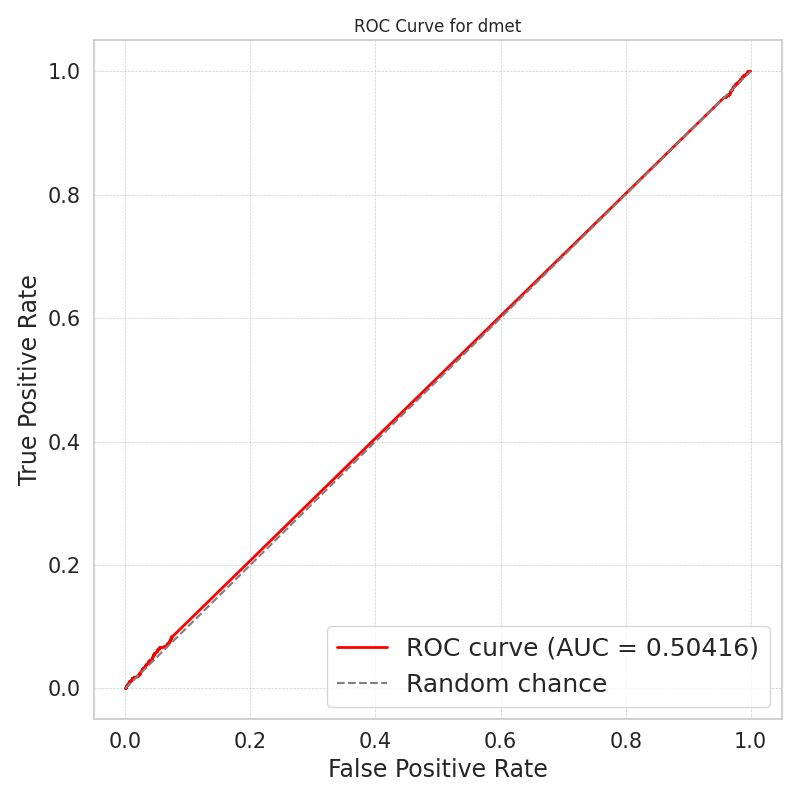 ROC Curve for dmet
1.0
0.8
0.6
0.4
0.2
0.0
True Positive Rate
ROC curve (AUC = 0.50416)
Random chance
0.0 0.2 0.4 0.6 0.8 1.0
False Positive Rate